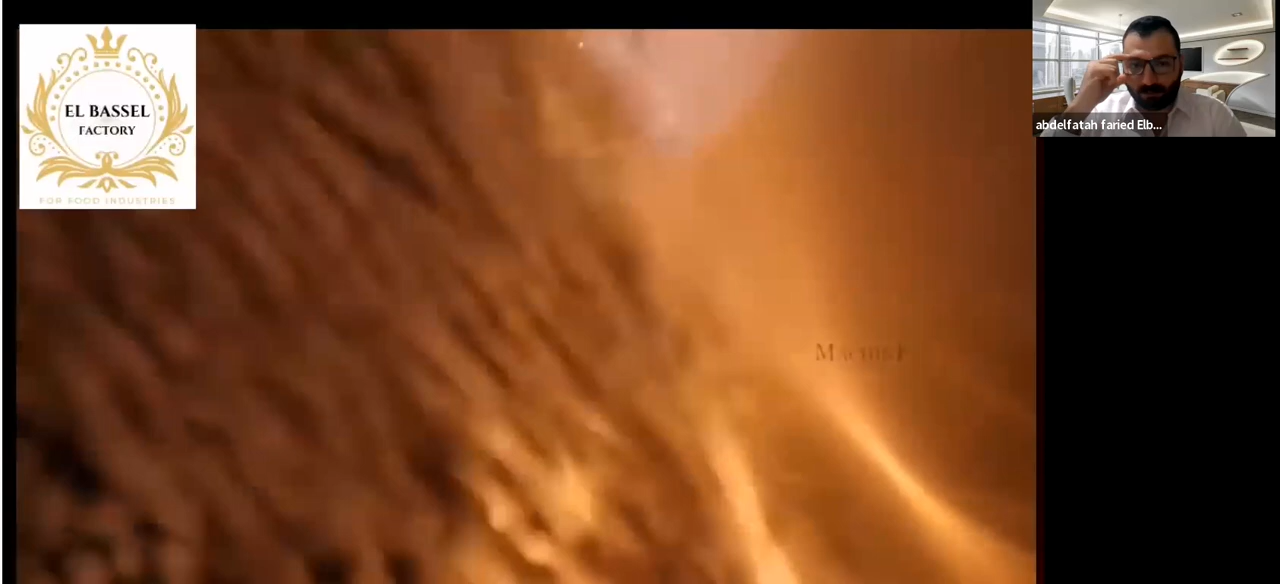 EL BASSEL
FACTORY
FOR FOOD INDUSTRIES
abdelfatah faried Elb...